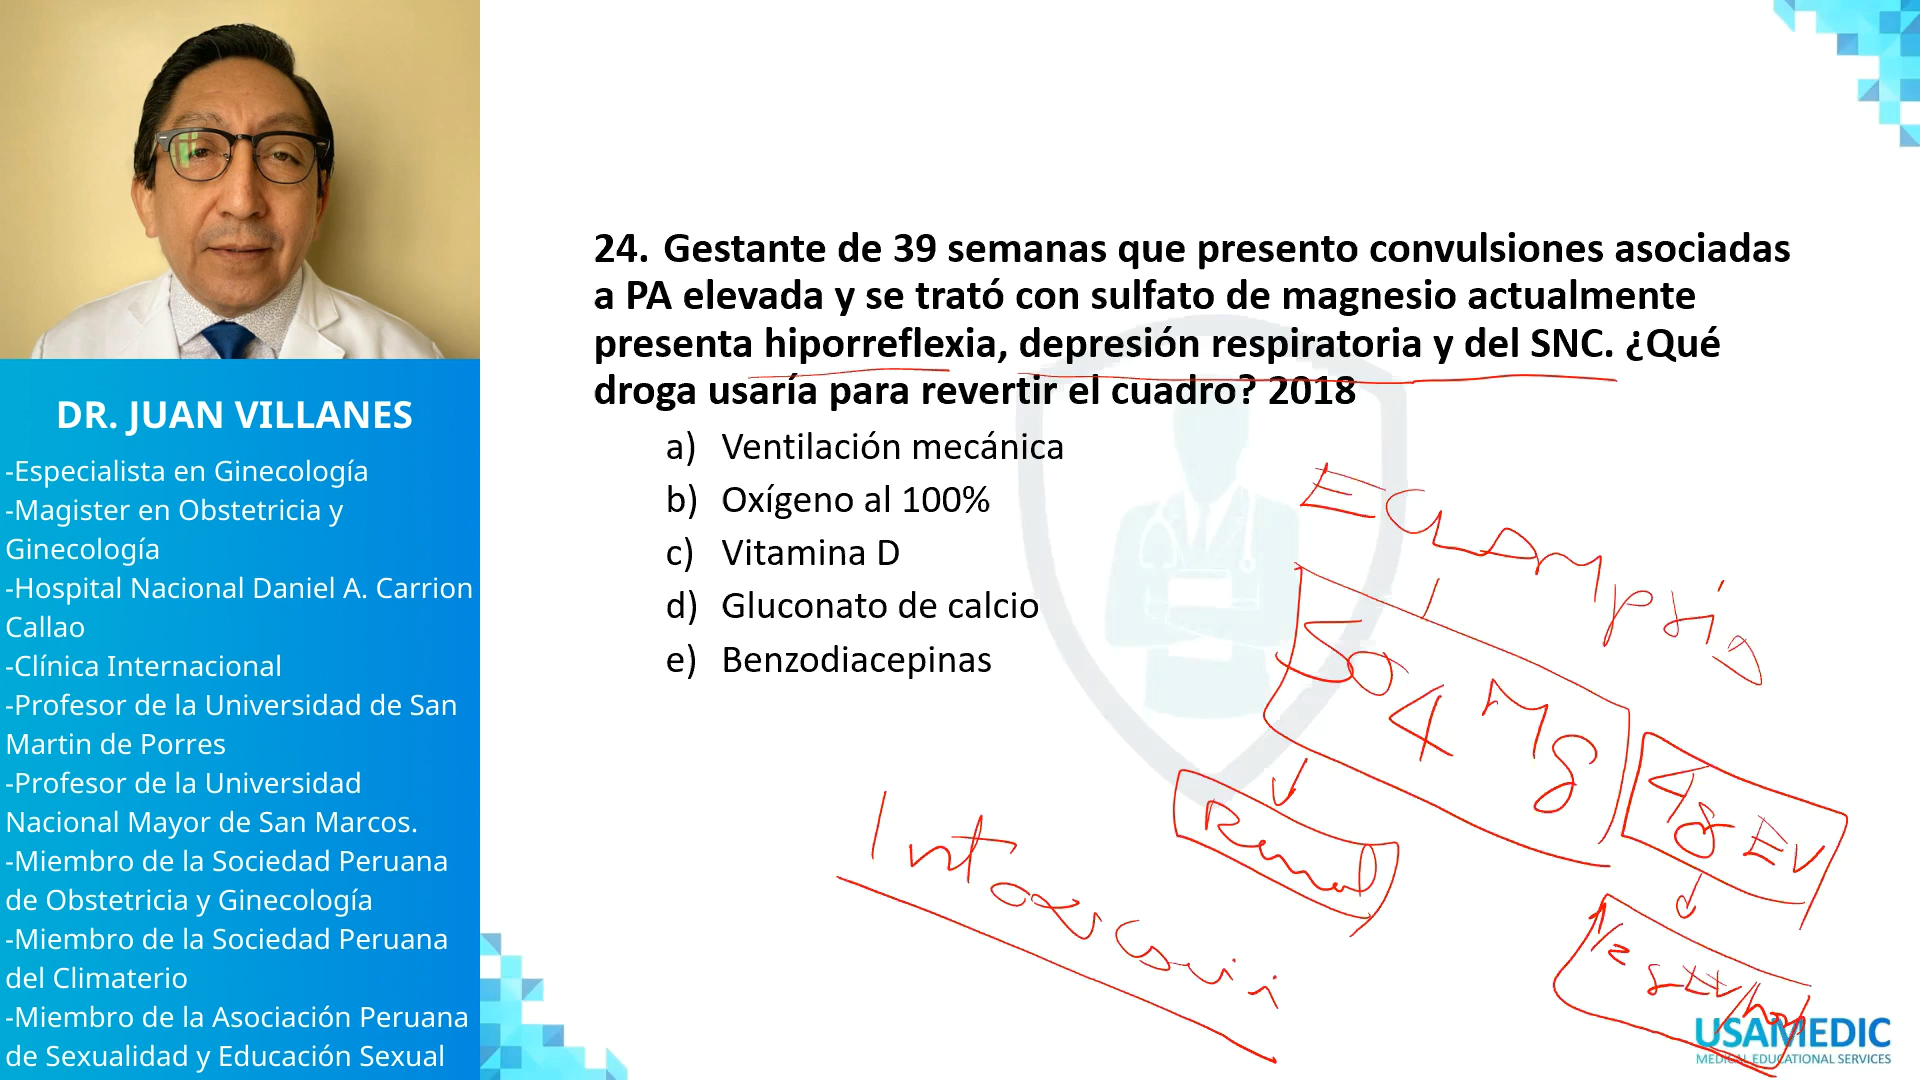 DR. JUAN VILLANES
-Especialista en Ginecología
-Magister en Obstetricia y
Ginecología
-Hospital Nacional Daniel A. Carrion
Callao
-Clínica Internacional
-Profesor de la Universidad de San
Martin de Porres
-Profesor de la Universidad
Nacional Mayor de San Marcos.
-Miembro de la Sociedad Peruana
de Obstetricia y Ginecología
-Miembro de la Sociedad Peruana
del Climaterio
-Miembro de la Asociación Peruana
de Sexualidad y Educación Sexual
24. Gestante de 39 semanas que presento convulsiones asociadas
a PA elevada y se trató con sulfato de magnesio actualmente
presenta hiporreflexia, depresión respiratoria y del SNC. ¿Qué
droga usaría para revertir el cuadro? 2018
a) Ventilación mecánica
b) Oxígeno al 100%
c) Vitamina D
d) Gluconato de calcio
e) Benzodiacepinas
Eclampsia
SO4 Mg
4g EV
Renal
USAMEDIC
MEDICAL EDUCATIONAL SERVICES